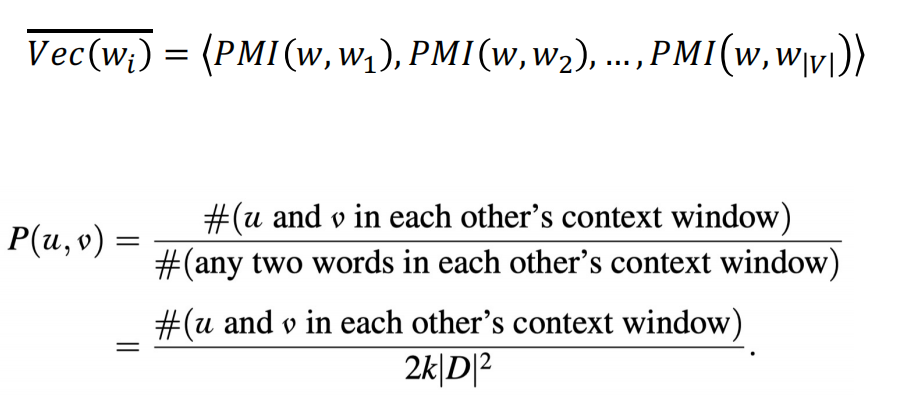 $\overline{Vec(w_i)} = \langle PMI(w, w_1), PMI(w, w_2), \ldots, PMI(w, w_{|V|}) \rangle$
$P(u, v) = \frac{\#(u \text{ and } v \text{ in each other's context window})}{\#(\text{any two words in each other's context window})}$
$= \frac{\#(u \text{ and } v \text{ in each other's context window})}{2k|D|^2}.$